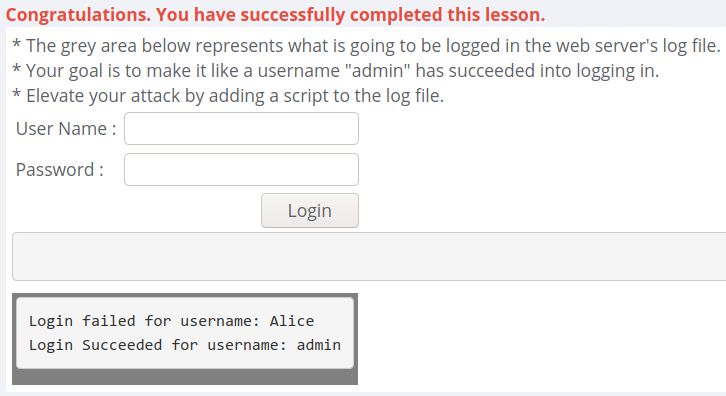 Congratulations. You have successfully completed this lesson.
* The grey area below represents what is going to be logged in the web server's log file.
* Your goal is to make it like a username "admin" has succeeded into logging in.
* Elevate your attack by adding a script to the log file.
User Name :
Password :
Login
Login failed for username: Alice
Login Succeeded for username: admin